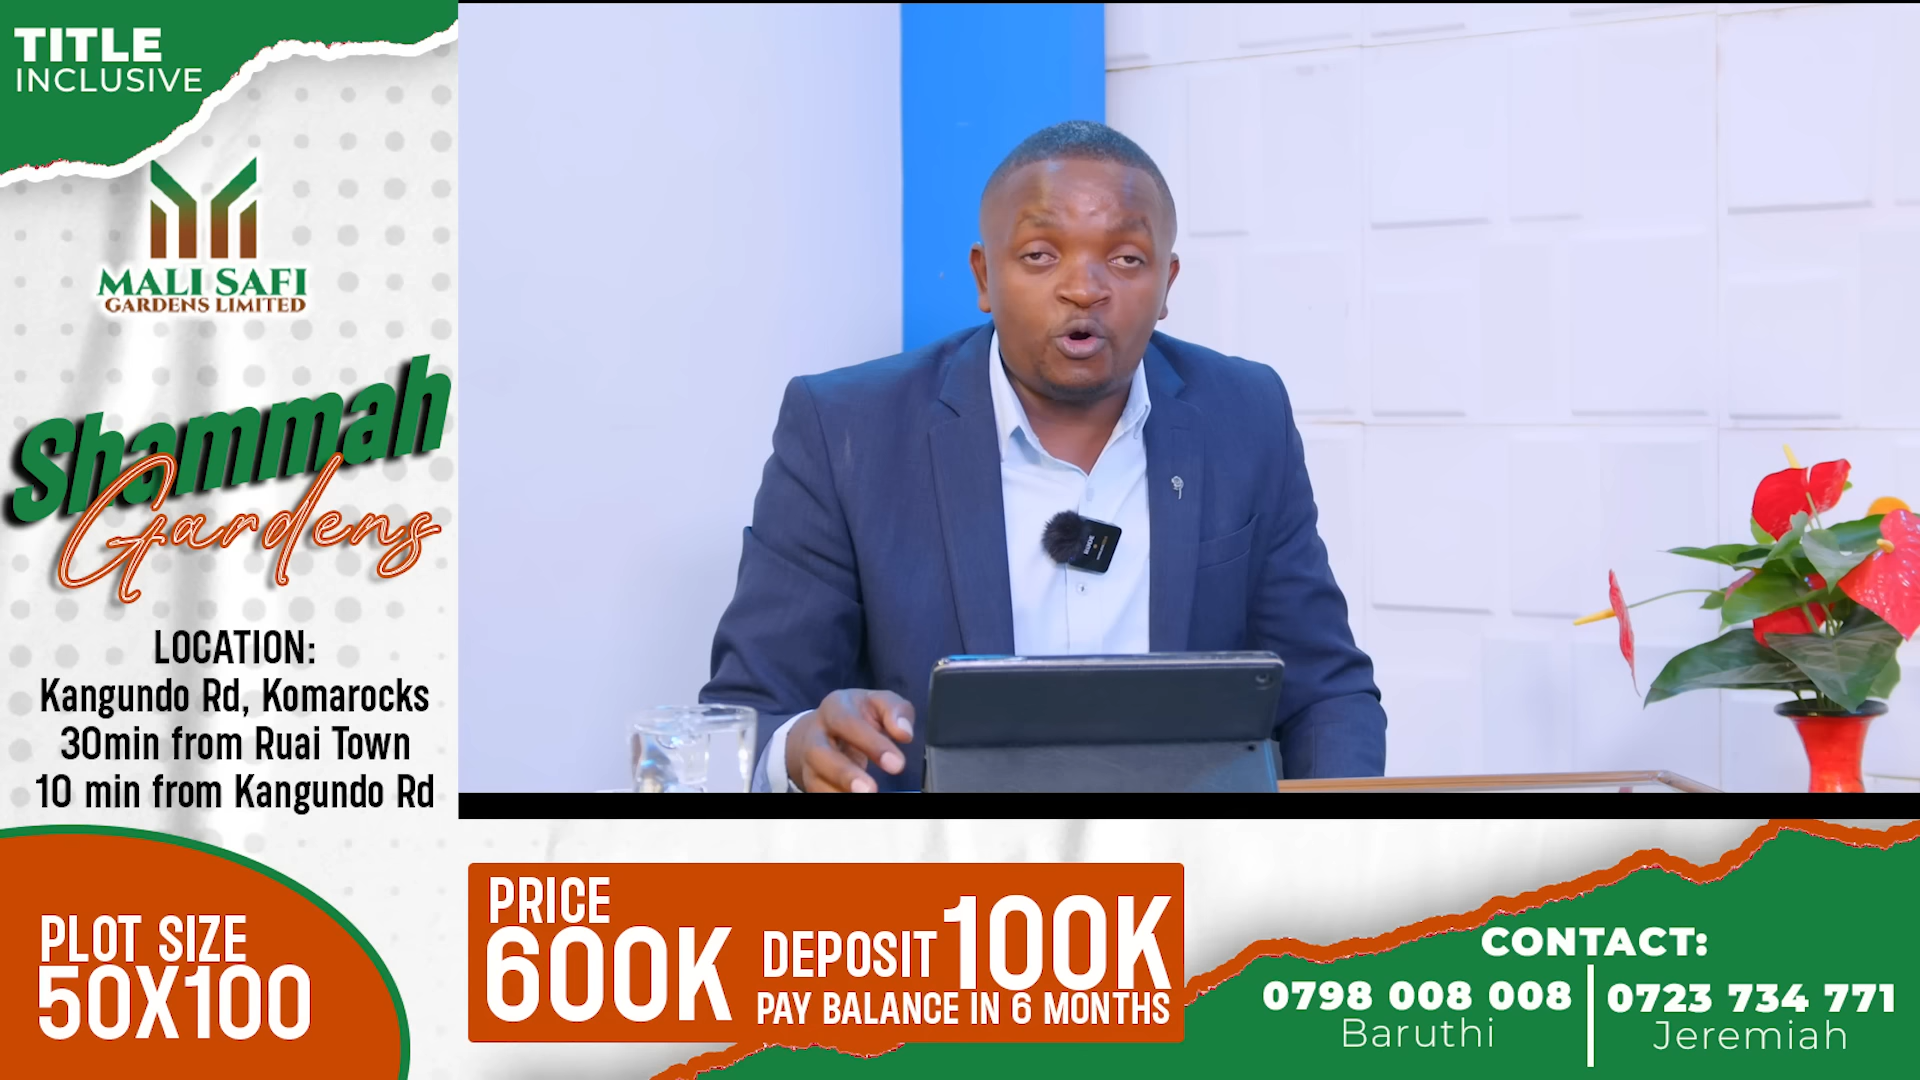 TITLE
INCLUSIVE
MALI SAFI
GARDENS LIMITED
Shammah
Gardens
LOCATION:
Kangundo Rd, Komarocks
30min from Ruai Town
10 min from Kangundo Rd
PLOT SIZE
50X100
PRICE
600K
DEPOSIT 100K
PAY BALANCE IN 6 MONTHS
CONTACT:
0798 008 008
Baruthi
0723 734 771
Jeremiah